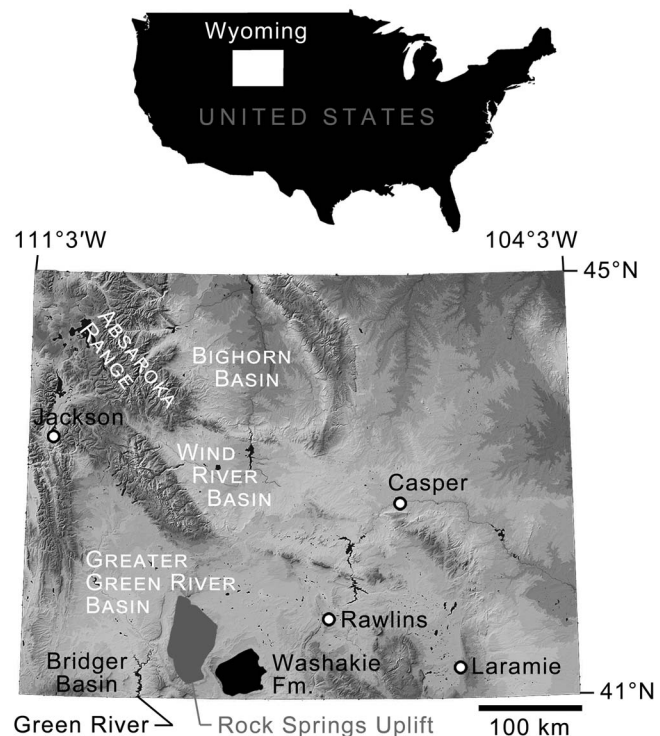 Wyoming
UNITED STATES
111°3′W
104°3′W
45°N
ABSAROKA
RANGE
BIGHORN
BASIN
Jackson
WIND
RIVER
BASIN
Casper
GREATER
GREEN RIVER
BASIN
Rawlins
Bridger
Basin
Washakie
Fm.
Laramie
41°N
Green River
Rock Springs Uplift
100 km